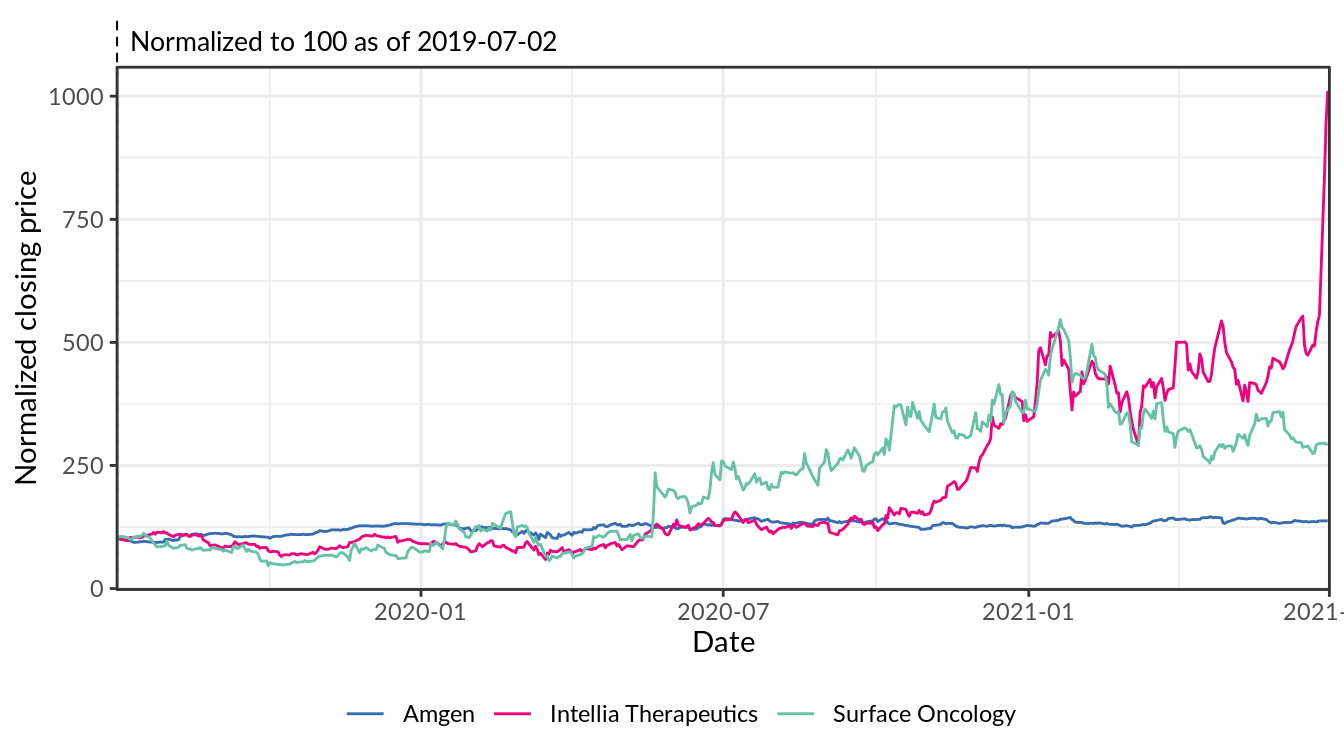 Normalized to 100 as of 2019-07-02
1000
750
500
250
0
Normalized closing price
2020-01
2020-07
2021-01
2021-
Date
Amgen
Intellia Therapeutics
Surface Oncology